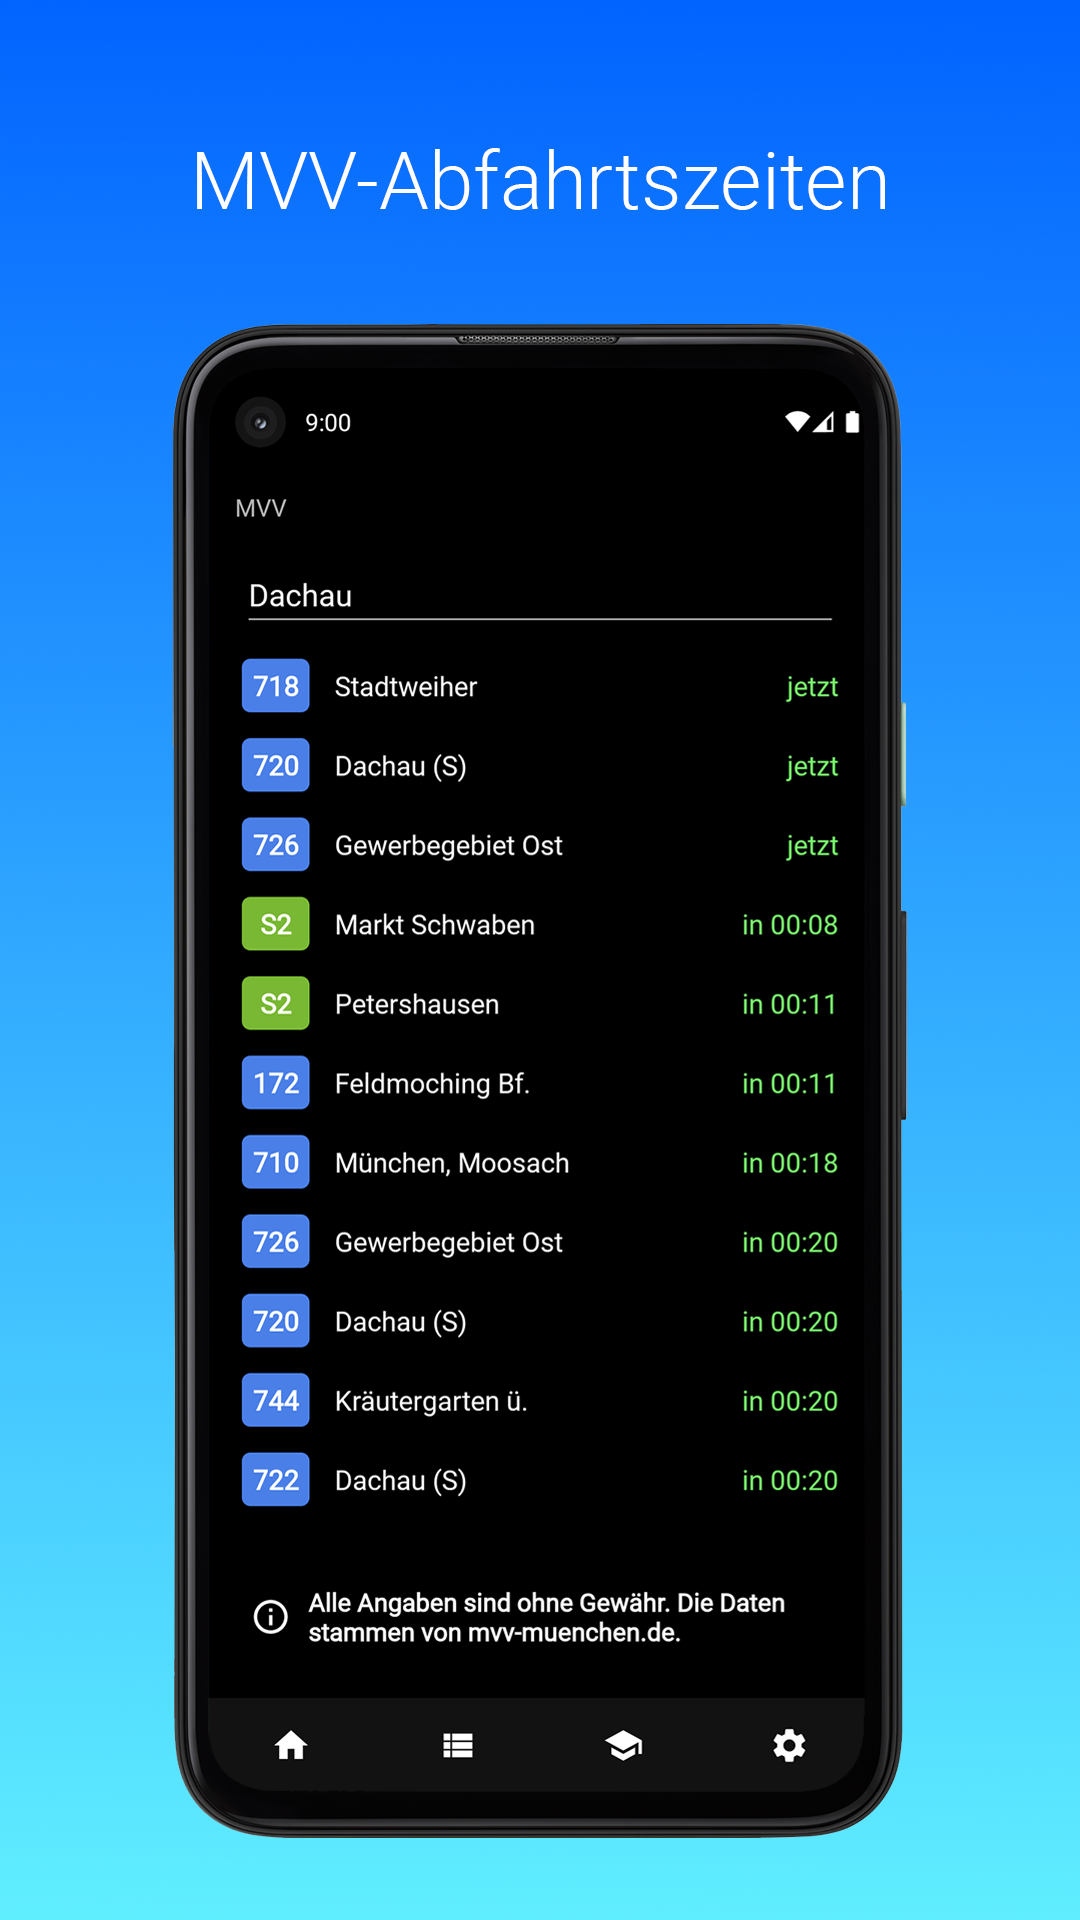 MVV-Abfahrtszeiten
9:00
MVV
Dachau
718 Stadtweiher jetzt
720 Dachau (S) jetzt
726 Gewerbegebiet Ost jetzt
S2 Markt Schwaben in 00:08
S2 Petershausen in 00:11
172 Feldmoching Bf. in 00:11
710 München, Moosach in 00:18
726 Gewerbegebiet Ost in 00:20
720 Dachau (S) in 00:20
744 Kräutergarten ü. in 00:20
722 Dachau (S) in 00:20
Alle Angaben sind ohne Gewähr. Die Daten
stammen von mvv-muenchen.de.